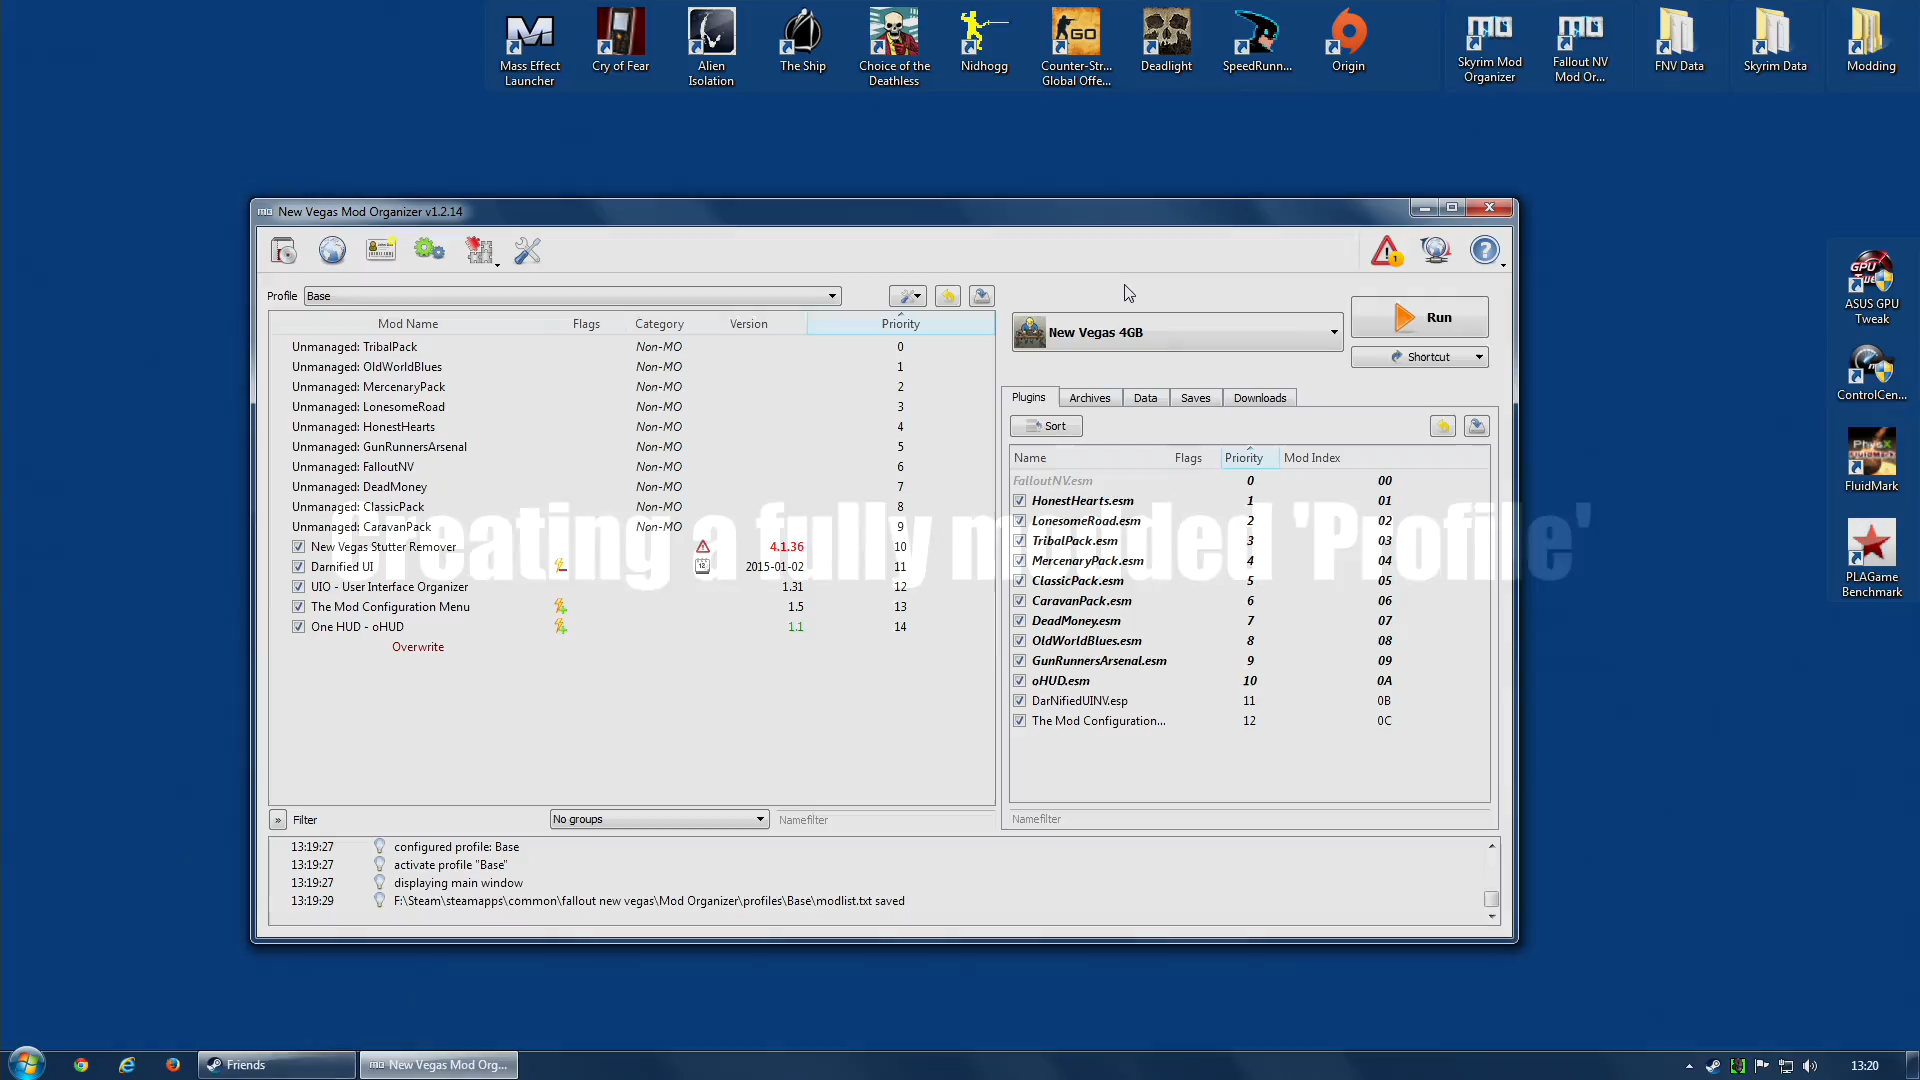 Mass Effect Launcher
Cry of Fear
Alien Isolation
The Ship
Choice of the Deathless
Nidhogg
Counter-Str... Global Offe...
Deadlight
SpeedRunn...
Origin
Skyrim Mod Organizer
Fallout NV Mod Or...
FNV Data
Skyrim Data
Modding
New Vegas Mod Organizer v1.2.14
Profile Base
Mod Name Flags Category Version Priority
Unmanaged: TribalPack Non-MO 0
Unmanaged: OldWorldBlues Non-MO 1
Unmanaged: MercenaryPack Non-MO 2
Unmanaged: LonesomeRoad Non-MO 3
Unmanaged: HonestHearts Non-MO 4
Unmanaged: GunRunnersArsenal Non-MO 5
Unmanaged: FalloutNV Non-MO 6
Unmanaged: DeadMoney Non-MO 7
Unmanaged: ClassicPack Non-MO 8
Unmanaged: CaravanPack Non-MO 9
New Vegas Stutter Remover 4.1.36 10
Darnified UI 2015-01-02 11
UIO - User Interface Organizer 1.31 12
The Mod Configuration Menu 1.5 13
One HUD - oHUD 1.1 14
Overwrite
Creating a fully modded 'Profile'
» Filter No groups Namefilter
New Vegas 4GB
Run
Shortcut
Plugins Archives Data Saves Downloads
Sort
Name Flags Priority Mod Index
FalloutNV.esm 0 00
HonestHearts.esm 1 01
LonesomeRoad.esm 2 02
TribalPack.esm 3 03
MercenaryPack.esm 4 04
ClassicPack.esm 5 05
CaravanPack.esm 6 06
DeadMoney.esm 7 07
OldWorldBlues.esm 8 08
GunRunnersArsenal.esm 9 09
oHUD.esm 10 0A
DarNifiedUINV.esp 11 0B
The Mod Configuration... 12 0C
Namefilter
13:19:27 configured profile: Base
13:19:27 activate profile "Base"
13:19:27 displaying main window
13:19:29 F:\Steam\steamapps\common\fallout new vegas\Mod Organizer\profiles\Base\modlist.txt saved
GPU Tweak
ASUS GPU Tweak
ControlCen...
PhysX
FluidMark
FluidMark
PLAGame Benchmark
Friends
New Vegas Mod Org...
13:20